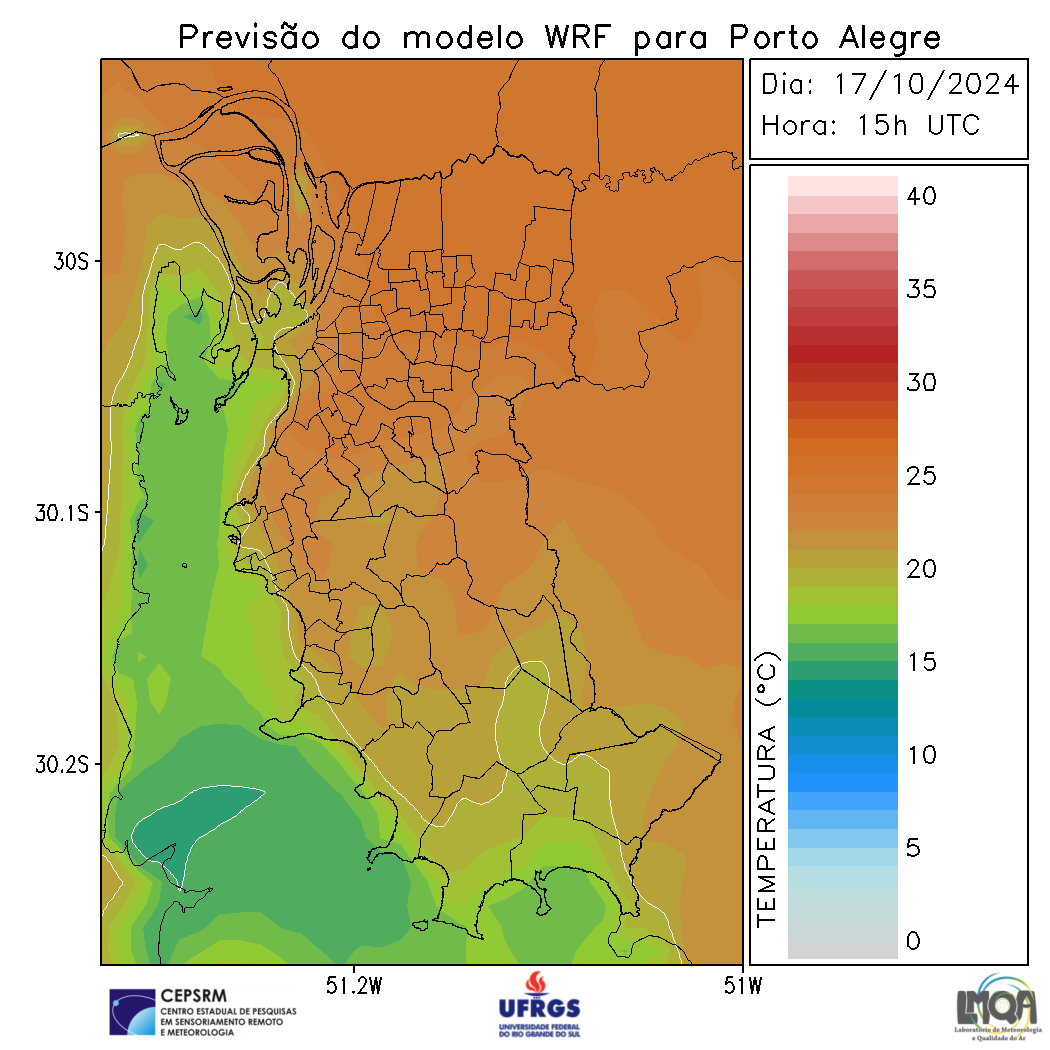 Previsão do modelo WRF para Porto Alegre
Dia: 17/10/2024
Hora: 15h UTC
40
35
30
25
20
15
10
5
0
TEMPERATURA (°C)
30S
30.1S
30.2S
51.2W
51W
CEPSRM
CENTRO ESTADUAL DE PESQUISAS
EM SENSORIAMENTO REMOTO
E METEOROLOGIA
UFRGS
UNIVERSIDADE FEDERAL
DO RIO GRANDE DO SUL
LMQA
Laboratório de Meteorologia
e Qualidade do Ar